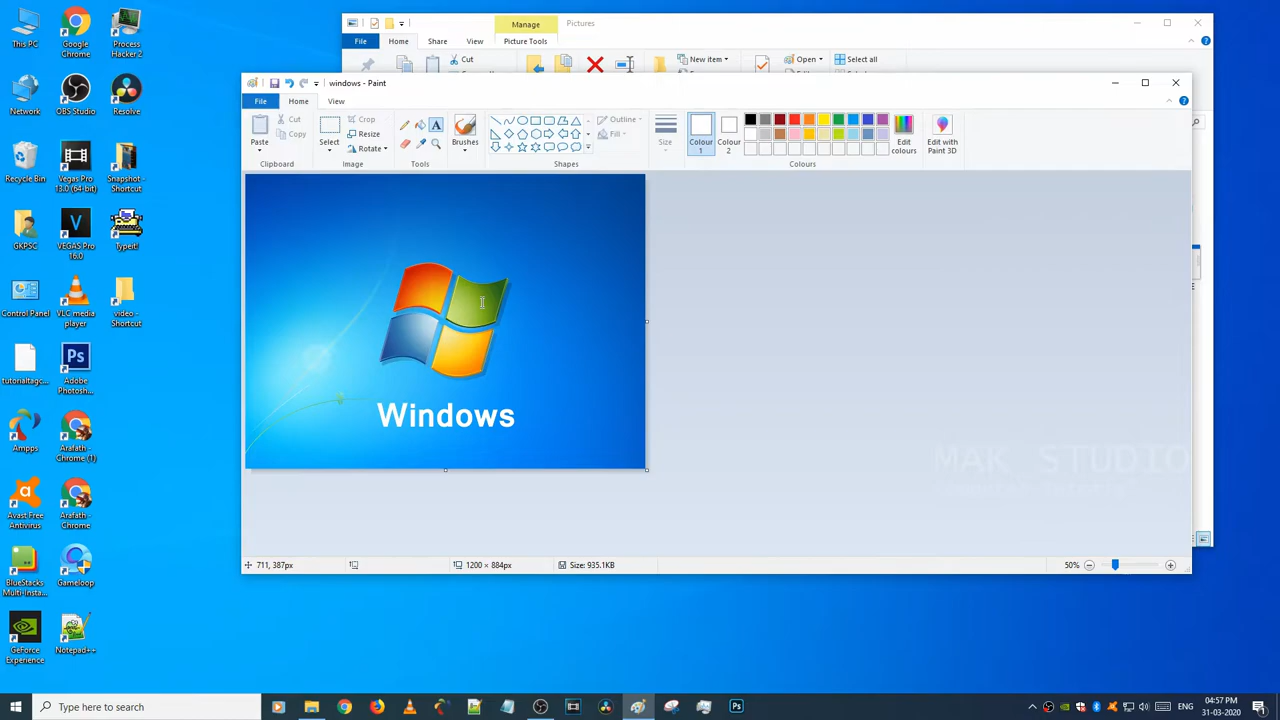 Manage
Pictures
File
Home
Share
View
Picture Tools
Cut
New item
Open
Select all
windows - Paint
File
Home
View
Paste
Cut
Copy
Clipboard
Select
Crop
Resize
Rotate
Image
Tools
Brushes
Outline
Fill
Shapes
Size
Colour
1
Colour
2
Edit
colours
Edit with
Paint 3D
Colours
Windows
711, 387px
1200 × 884px
Size: 935.1KB
50%
MAK STUDIO
This PC
Google
Chrome
Process
Hacker 2
Network
OBS Studio
Resolve
Recycle Bin
Vegas Pro
13.0 (64-bit)
Snapshot -
Shortcut
GKPSC
VEGAS Pro
16.0
Typeit!
Control Panel
VLC media
player
video -
Shortcut
tutorialtagc...
Adobe
Photosh...
Ampps
Arafath -
Chrome (1)
Avast Free
Antivirus
Arafath -
Chrome
BlueStacks
Multi-Insta...
Gameloop
GeForce
Experience
Notepad++
Type here to search
ENG
04:57 PM
31-03-2020